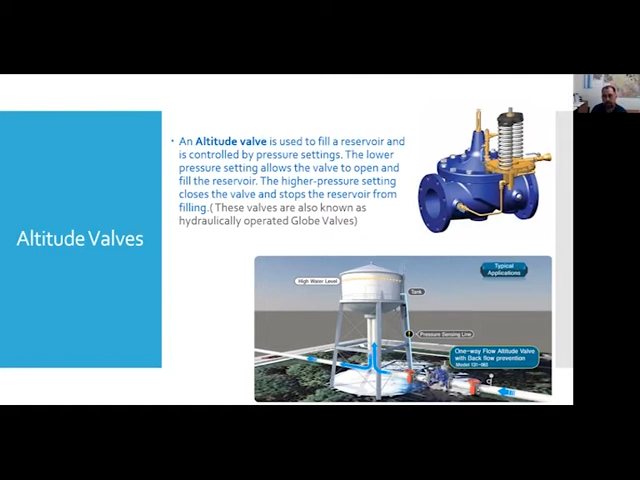 Altitude Valves
• An Altitude valve is used to fill a reservoir and
is controlled by pressure settings. The lower
pressure setting allows the valve to open and
fill the reservoir. The higher-pressure setting
closes the valve and stops the reservoir from
filling.( These valves are also known as
hydraulically operated Globe Valves)
Typical
Applications
High Water Level
Tank
Pressure Sensing Line
One-way Flow Altitude Valve
with Back flow prevention